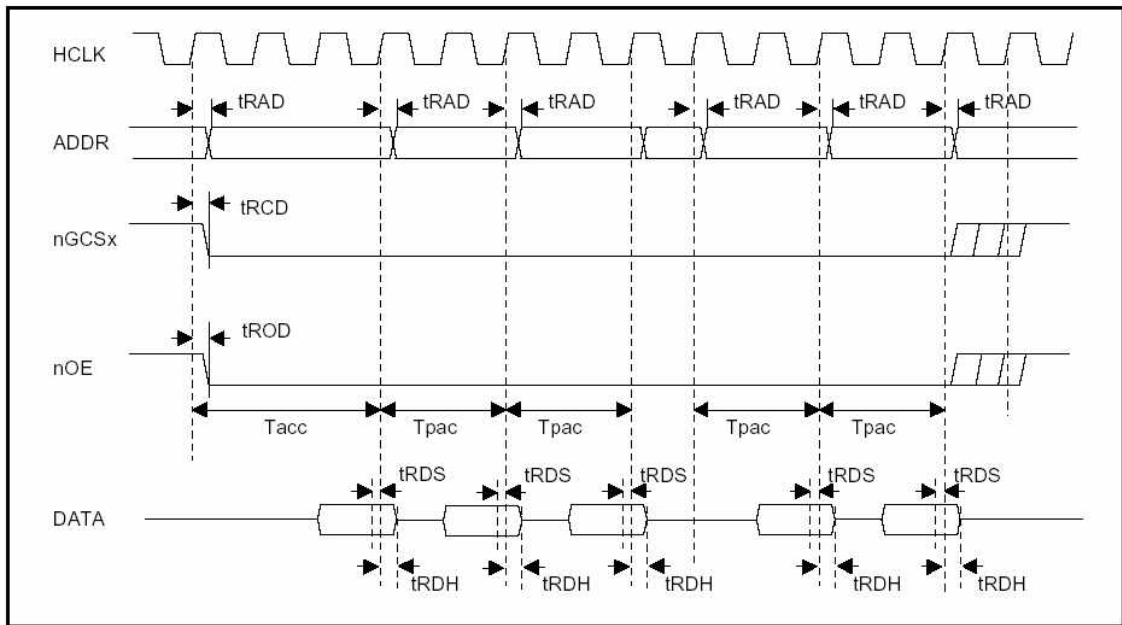 HCLK
tRAD tRAD tRAD tRAD tRAD tRAD
ADDR
tRCD
nGCSx
tROD
nOE
Tacc Tpac Tpac Tpac Tpac
tRDS tRDS tRDS tRDS tRDS
DATA
tRDH tRDH tRDH tRDH tRDH